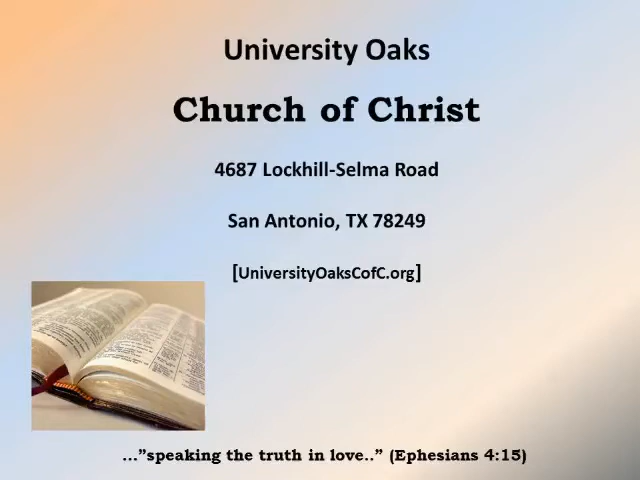 University Oaks
Church of Christ
4687 Lockhill-Selma Road
San Antonio, TX 78249
[UniversityOaksCofC.org]
...”speaking the truth in love..” (Ephesians 4:15)